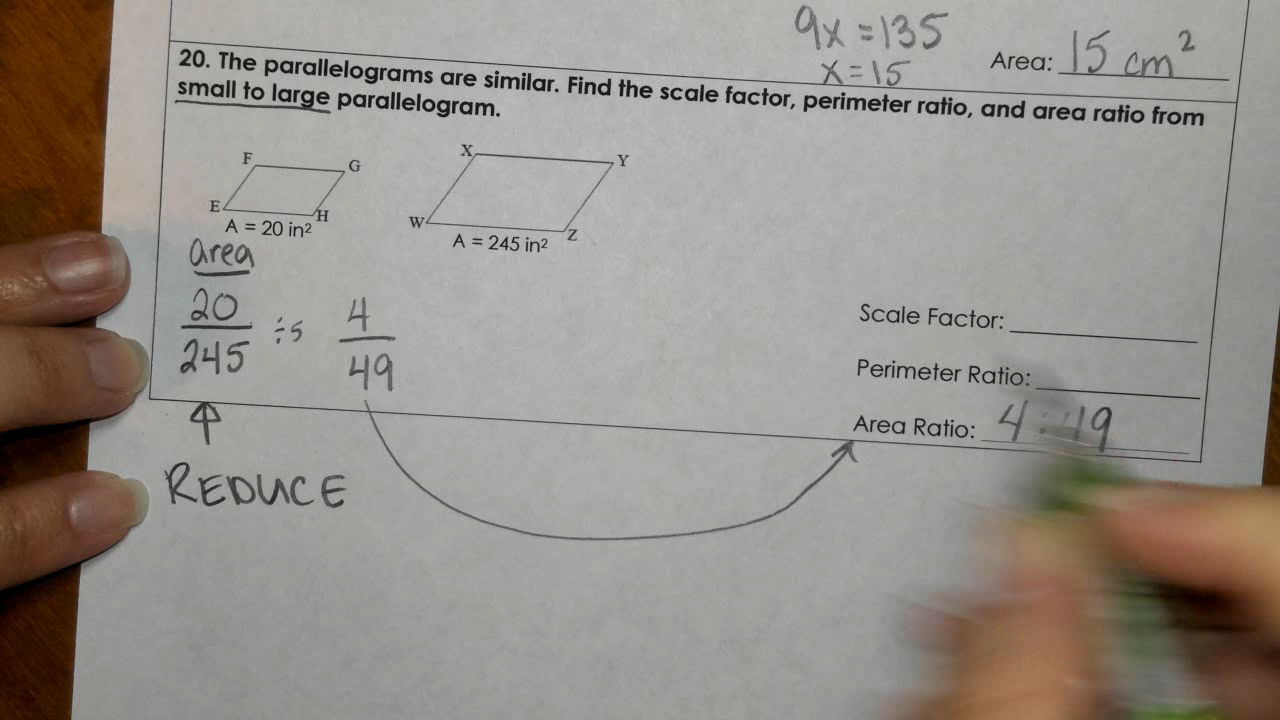 9x = 135
x = 15
Area: 15 cm²
20. The parallelograms are similar. Find the scale factor, perimeter ratio, and area ratio from
small to large parallelogram.
F G
E H
A = 20 in²
X Y
W Z
A = 245 in²
area
20/245 ÷5 4/49
Scale Factor:
Perimeter Ratio:
Area Ratio: 4:49
REDUCE